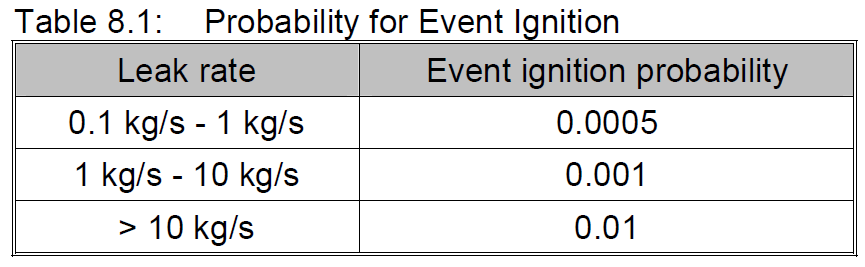 Table 8.1: Probability for Event Ignition
Leak rate Event ignition probability
0.1 kg/s - 1 kg/s 0.0005
1 kg/s - 10 kg/s 0.001
> 10 kg/s 0.01